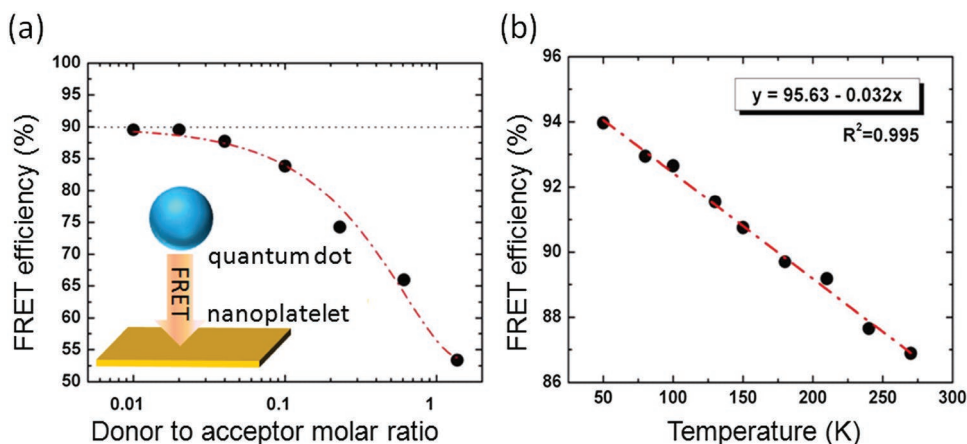 (a)
FRET efficiency (%)
100
95
90
85
80
75
70
65
60
55
50
quantum dot
FRET
nanoplatelet
0.01
0.1
1
Donor to acceptor molar ratio
(b)
FRET efficiency (%)
96
94
92
90
88
86
y = 95.63 - 0.032x
R²=0.995
50
100
150
200
250
300
Temperature (K)